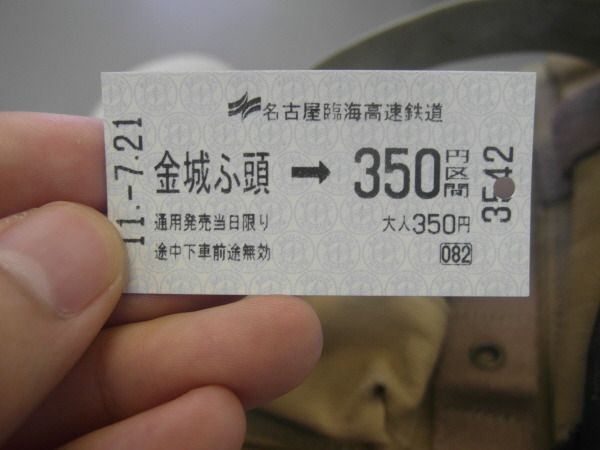 名古屋臨海高速鉄道
11.-7.21
金城ふ頭 → 350円区間
3542
通用発売当日限り 大人350円
途中下車前途無効 082